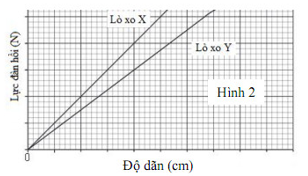 Lò xo X
Lò xo Y
Lực đàn hồi (N)
Hình 2
0
Độ dãn (cm)